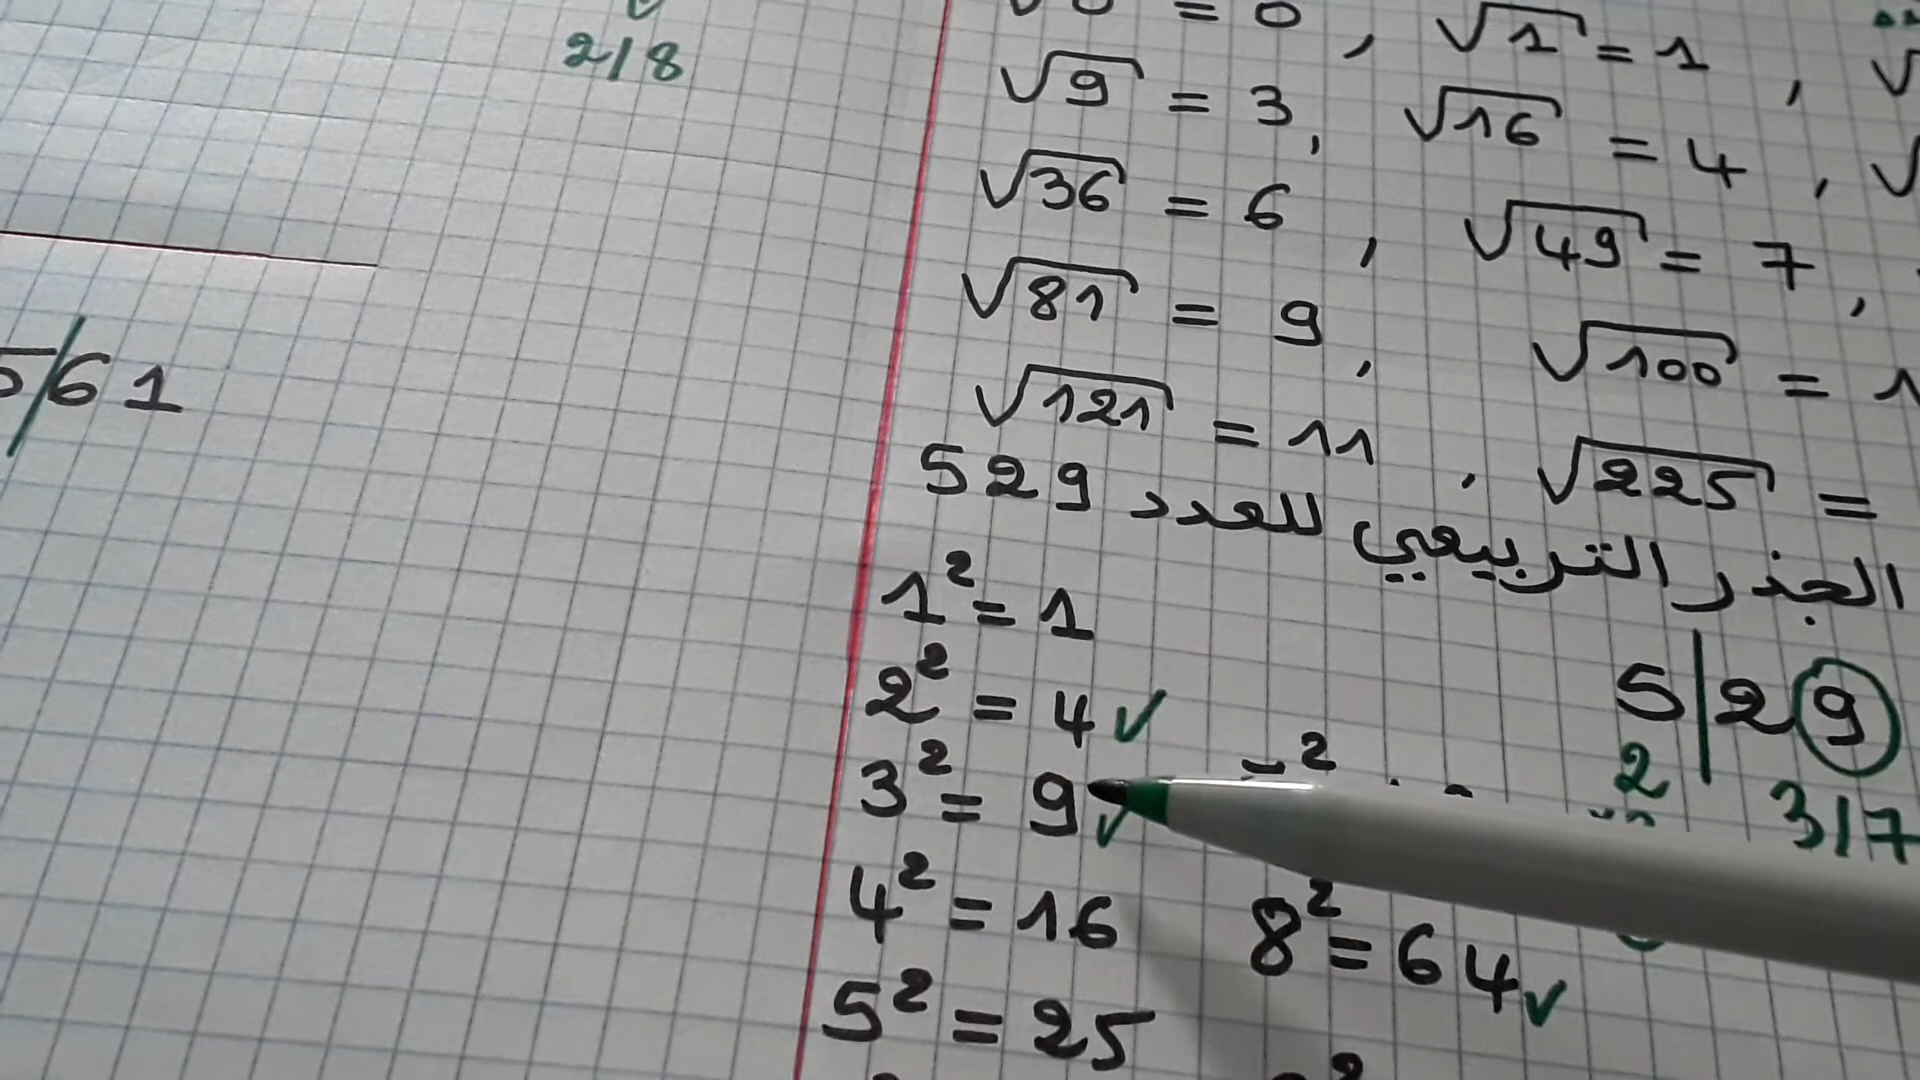 2/8
√0 = 0 , √1 = 1 ,
√9 = 3 , √16 = 4 ,
√36 = 6 , √49 = 7 ,
√81 = 9 , √100 = 1
√121 = 11 , √225 =
5/61
الجذر التربيعي للعدد 529
1² = 1
5|29
2² = 4 ✓
2 3/7
3² = 9 ✓
4² = 16
8² = 64 ✓
5² = 25